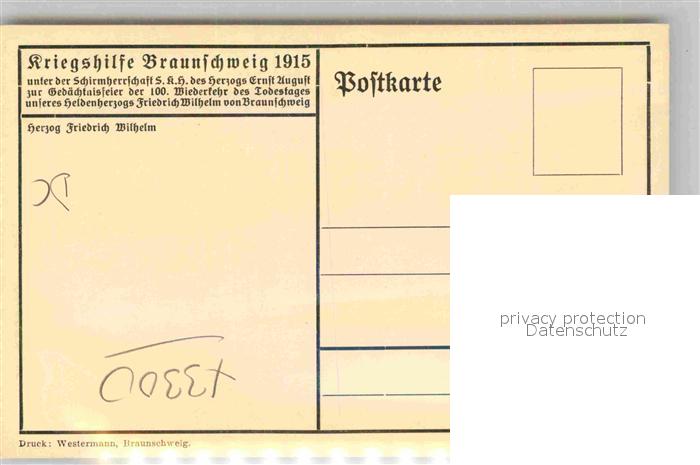 Kriegshilfe Braunschweig 1915
unter der Schirmherrschaft S. K. H. des Herzogs Ernst August
zur Gedächtnisfeier der 100. Wiederkehr des Todestages
unseres Heldenherzogs Friedrich Wilhelm von Braunschweig
Herzog Friedrich Wilhelm
Postkarte
privacy protection
Datenschutz
Druck: Westermann, Braunschweig.